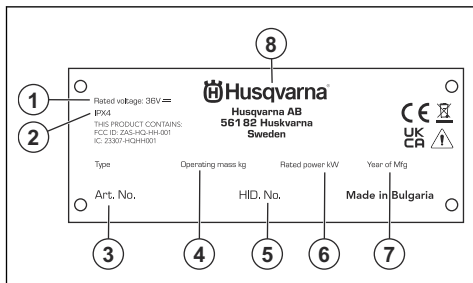 8
Husqvarna
1
Rated voltage: 36V
2
IPX4
THIS PRODUCT CONTAINS:
FCC ID: ZAS-HQ-HH-001
IC: 23307-HQHH001
Husqvarna AB
561 82 Huskvarna
Sweden
CE
UK
CA
Type
Operating mass kg
Rated power kW
Year of Mfg
Art. No.
HID. No.
Made in Bulgaria
3
4
5
6
7